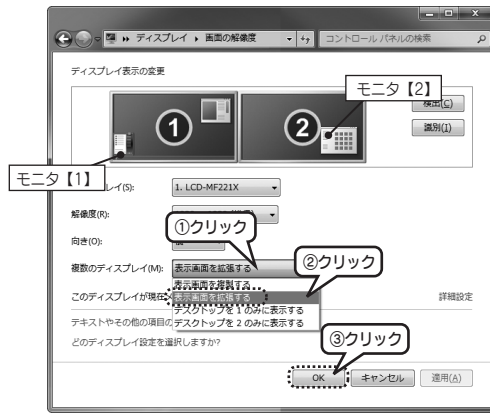 ディスプレイ ▸ 画面の解像度
コントロール パネルの検索
ディスプレイ表示の変更
モニタ【2】
検出(C)
識別(I)
1
2
モニタ【1】
レイ(S):
1. LCD-MF221X
解像度(R):
①クリック
向き(O):
②クリック
複数のディスプレイ(M):
表示画面を拡張する
表示画面を複製する
このディスプレイが現在
表示画面を拡張する
詳細設定
デスクトップを 1 のみに表示する
テキストやその他の項目の
デスクトップを 2 のみに表示する
どのディスプレイ設定を選択しますか?
③クリック
OK
キャンセル
適用(A)